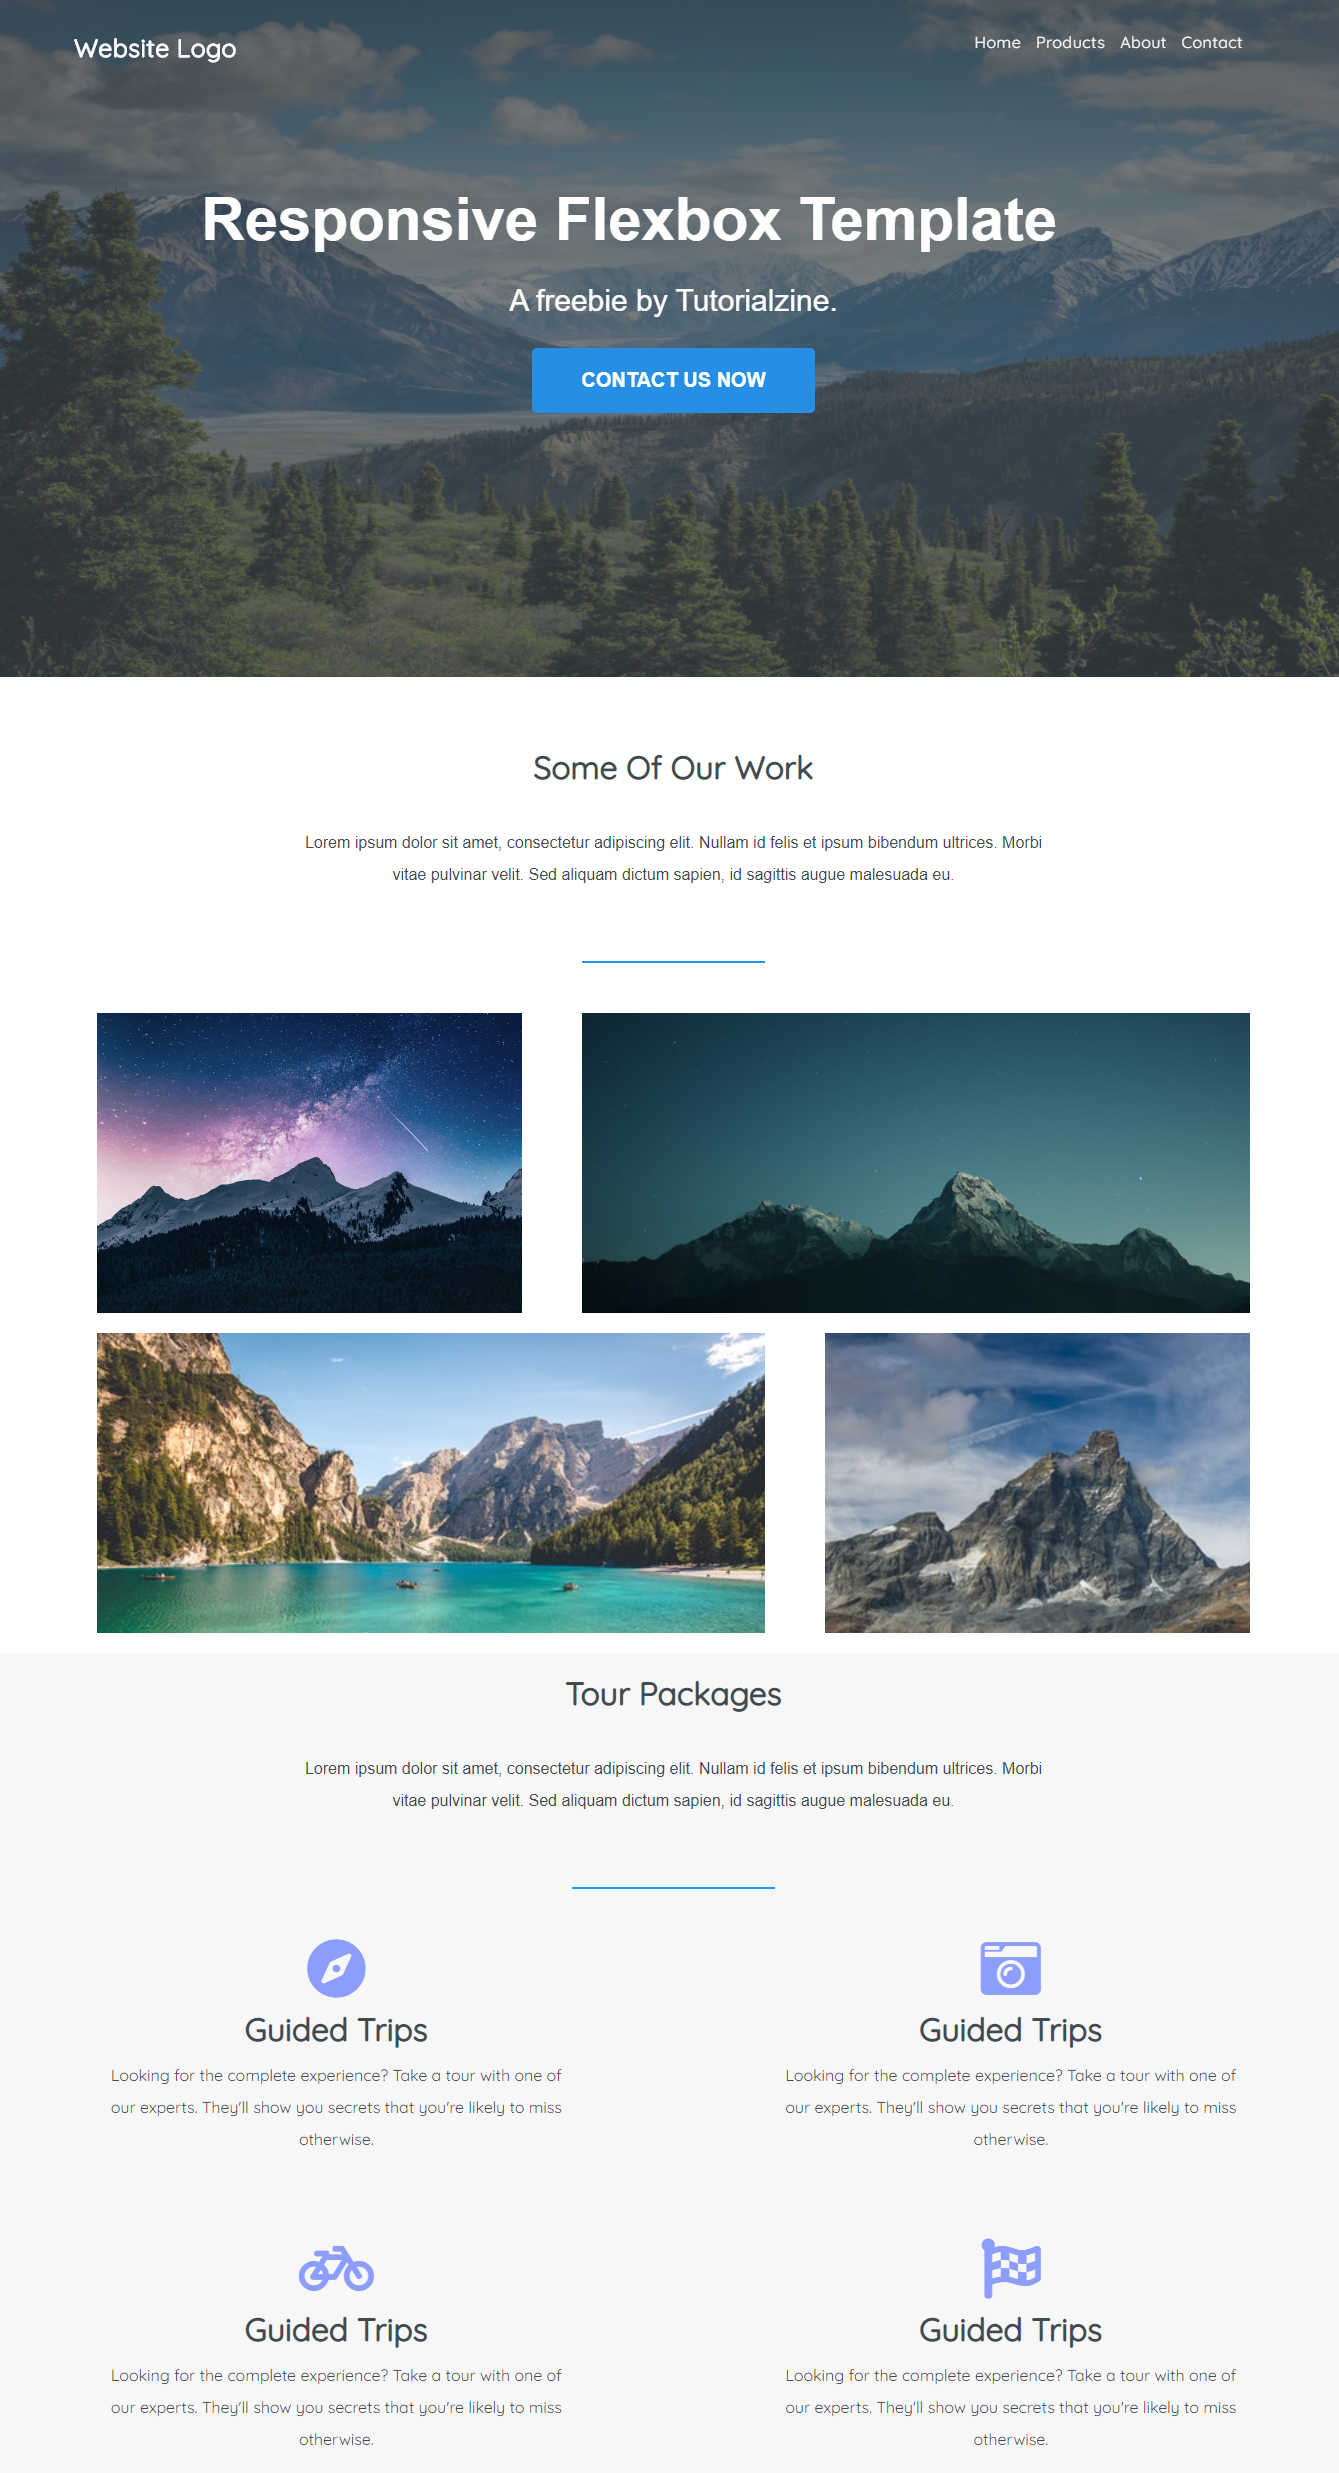 Website Logo
Home Products About Contact
Responsive Flexbox Template
A freebie by Tutorialzine.
CONTACT US NOW
Some Of Our Work
Lorem ipsum dolor sit amet, consectetur adipiscing elit. Nullam id felis et ipsum bibendum ultrices. Morbi
vitae pulvinar velit. Sed aliquam dictum sapien, id sagittis augue malesuada eu.
Tour Packages
Lorem ipsum dolor sit amet, consectetur adipiscing elit. Nullam id felis et ipsum bibendum ultrices. Morbi
vitae pulvinar velit. Sed aliquam dictum sapien, id sagittis augue malesuada eu.
Guided Trips
Looking for the complete experience? Take a tour with one of
our experts. They'll show you secrets that you're likely to miss
otherwise.
Guided Trips
Looking for the complete experience? Take a tour with one of
our experts. They'll show you secrets that you're likely to miss
otherwise.
Guided Trips
Looking for the complete experience? Take a tour with one of
our experts. They'll show you secrets that you're likely to miss
otherwise.
Guided Trips
Looking for the complete experience? Take a tour with one of
our experts. They'll show you secrets that you're likely to miss
otherwise.